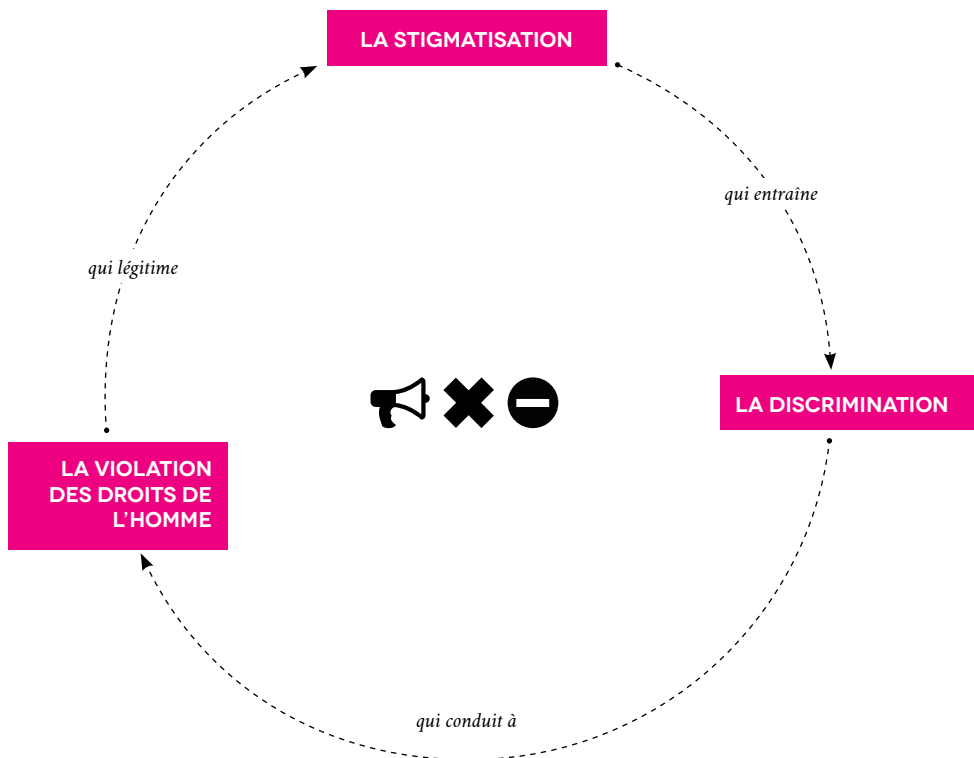 LA STIGMATISATION
qui entraîne
LA DISCRIMINATION
qui conduit à
LA VIOLATION
DES DROITS DE
L'HOMME
qui légitime